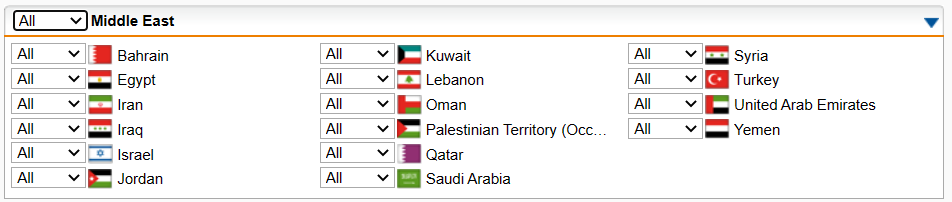 All Middle East
All Bahrain
All Egypt
All Iran
All Iraq
All Israel
All Jordan
All Kuwait
All Lebanon
All Oman
All Palestinian Territory (Occ...
All Qatar
All Saudi Arabia
All Syria
All Turkey
All United Arab Emirates
All Yemen